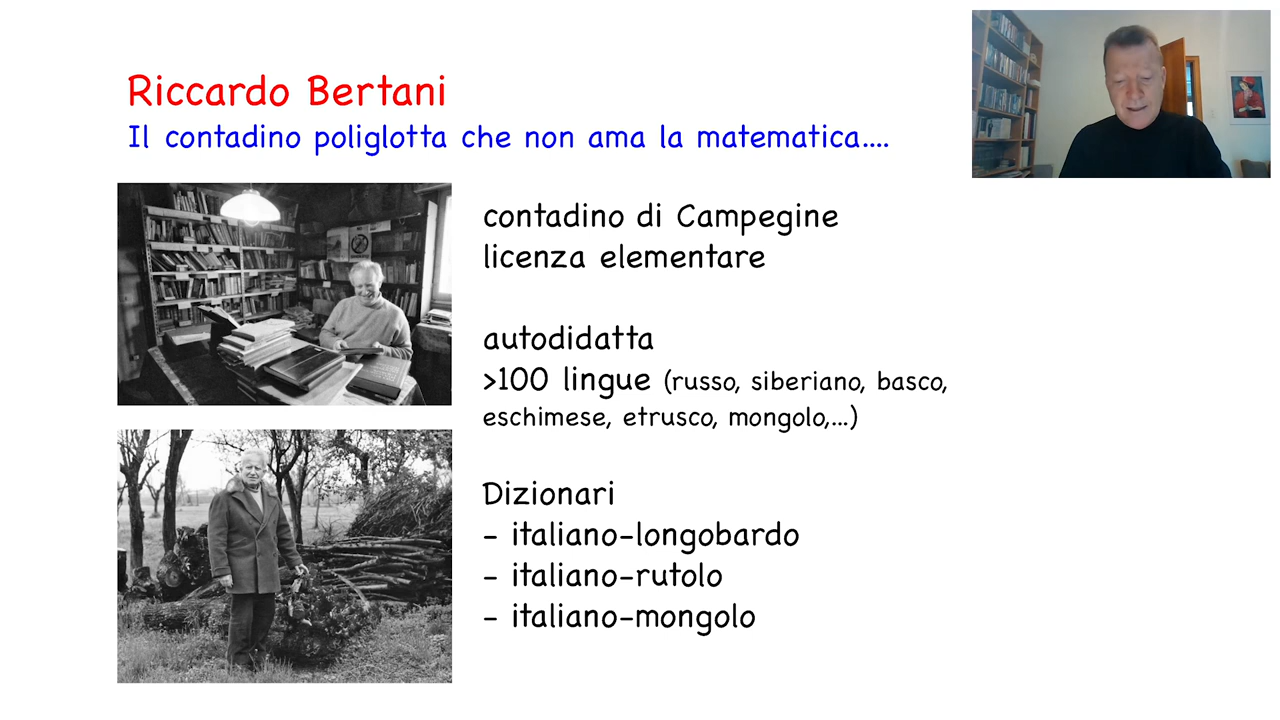 Riccardo Bertani
Il contadino poliglotta che non ama la matematica....
contadino di Campegine
licenza elementare
autodidatta
>100 lingue (russo, siberiano, basco,
eschimese, etrusco, mongolo,...)
Dizionari
- italiano-longobardo
- italiano-rutolo
- italiano-mongolo